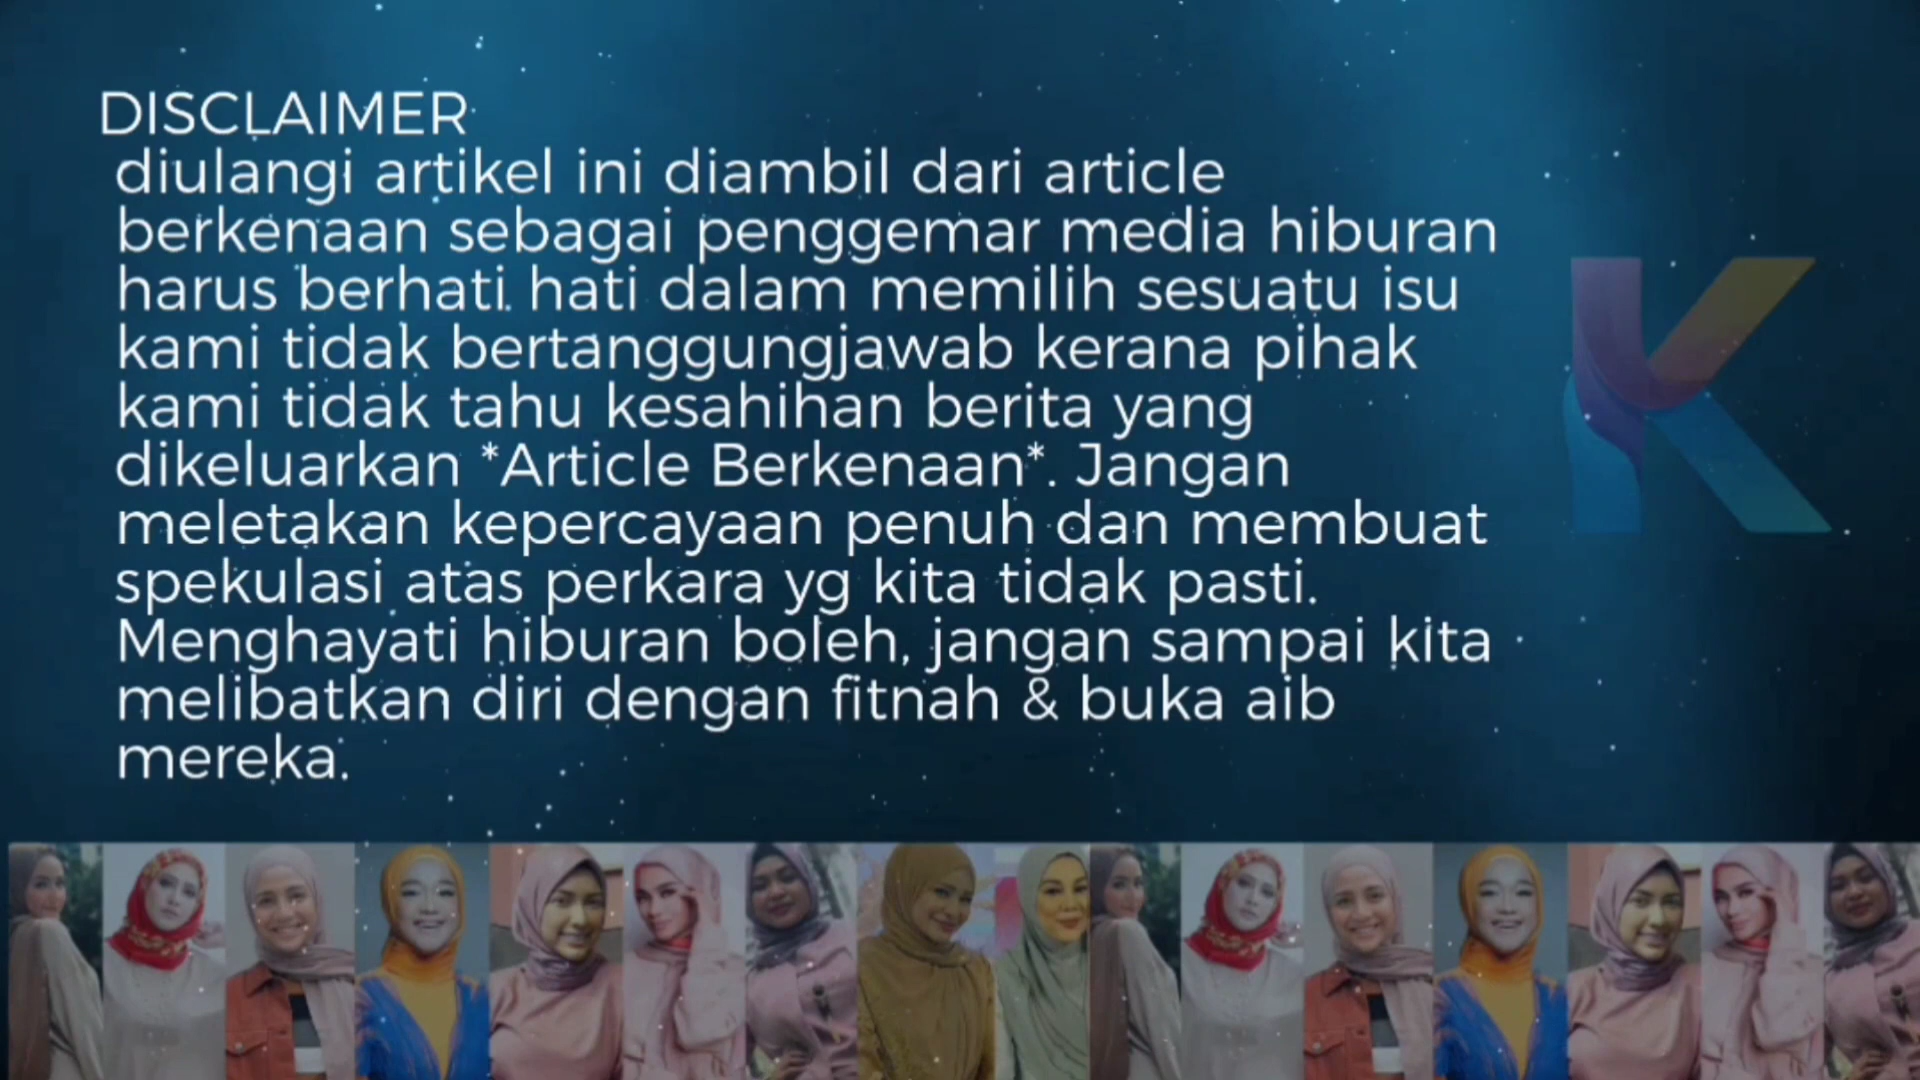 DISCLAIMER
diulangi artikel ini diambil dari article
berkenaan sebagai penggemar media hiburan
harus berhati. hati dalam memilih sesuatu isu
kami tidak bertanggungjawab kerana pihak
kami tidak tahu kesahihan berita yang
dikeluarkan *Article Berkenaan*. Jangan
meletakan kepercayaan penuh dan membuat
spekulasi atas perkara yg kita tidak pasti.
Menghayati hiburan boleh, jangan sampai kita
melibatkan diri dengan fitnah & buka aib
mereka.
K